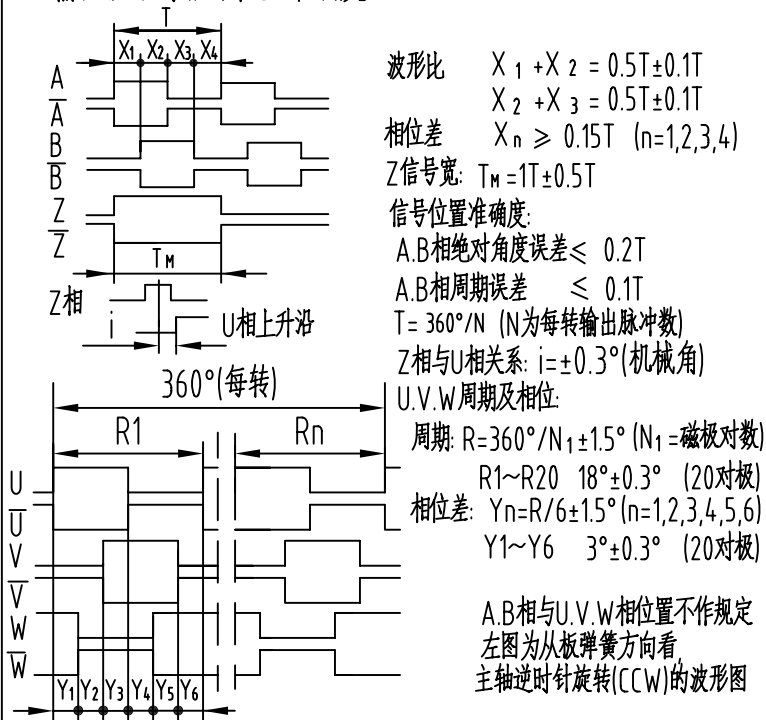 T
X₁ X₂ X₃ X₄
A
A̅
B
B̅
Z
Z̅
Tᴍ
Z相
i
U相上升沿
波形比 X₁+X₂=0.5T±0.1T
X₂+X₃=0.5T±0.1T
相位差 Xn≥0.15T (n=1,2,3,4)
Z信号宽: Tᴍ=1T±0.5T
信号位置准确度:
A.B相绝对角度误差≤ 0.2T
A.B相周期误差 ≤ 0.1T
T=360°/N (N为每转输出脉冲数)
Z相与U相关系: i=±0.3°(机械角)
U.V.W周期及相位:
周期: R=360°/N₁±1.5° (N₁=磁极对数)
R1~R20 18°±0.3° (20对极)
相位差: Yn=R/6±1.5°(n=1,2,3,4,5,6)
Y1~Y6 3°±0.3° (20对极)
A.B相与U.V.W相位置不作规定
左图为从板弹簧方向看,
主轴逆时针旋转(CCW)的波形图
360°(每转)
R1 Rn
U
U̅
V
V̅
W
W̅
Y₁ Y₂ Y₃ Y₄ Y₅ Y₆